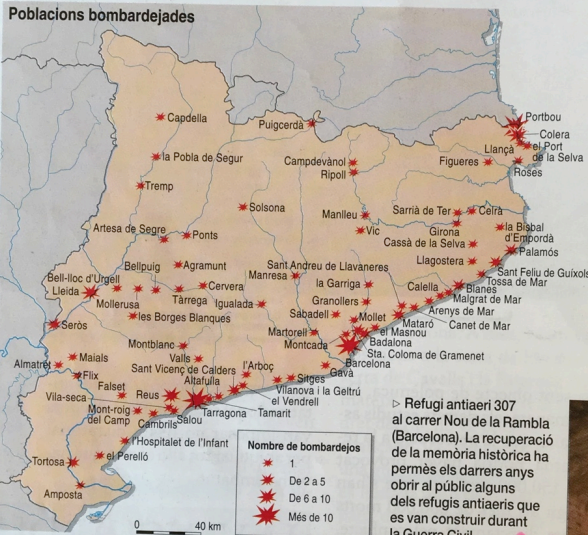 Poblacions bombardejades
Portbou
Capdella
Puigcerdà
Colera
Llançà
el Port
de la Selva
la Pobla de Segur
Campdevànol
Figueres
Roses
Ripoll
Tremp
Solsona
Manlleu
Sarrià de Ter
Celrà
Artesa de Segre
Ponts
Vic
Girona
la Bisbal
d'Empordà
Cassà de la Selva
Palamós
Bellpuig
Agramunt
Sant Andreu de Llavaneres
Llagostera
Bell-lloc d'Urgell
Manresa
Sant Feliu de Guíxols
Lleida
Cervera
la Garriga
Calella
Tossa de Mar
Blanes
Mollerussa
Tàrrega
Igualada
Granollers
Malgrat de Mar
les Borges Blanques
Sabadell
Mollet
Arenys de Mar
Seròs
Martorell
Mataró
Canet de Mar
Montblanc
Montcada
el Masnou
Badalona
Almatret
Maials
Valls
Sta. Coloma de Gramenet
Sant Vicenç de Calders
l'Arboç
Barcelona
Flix
Altafulla
Sitges
Gavà
Falset
Reus
Vilanova i la Geltrú
Vila-seca
el Vendrell
Mont-roig
del Camp
Tarragona
Tamarit
Salou
Cambrils
l'Hospitalet de l'Infant
el Perelló
Tortosa
Amposta
Nombre de bombardejos
1
De 2 a 5
De 6 a 10
Més de 10
0 40 km
▷ Refugi antiaeri 307
al carrer Nou de la Rambla
(Barcelona). La recuperació
de la memòria històrica ha
permès els darrers anys
obrir al públic alguns
dels refugis antiaeris que
es van construir durant
la Guerra Civil